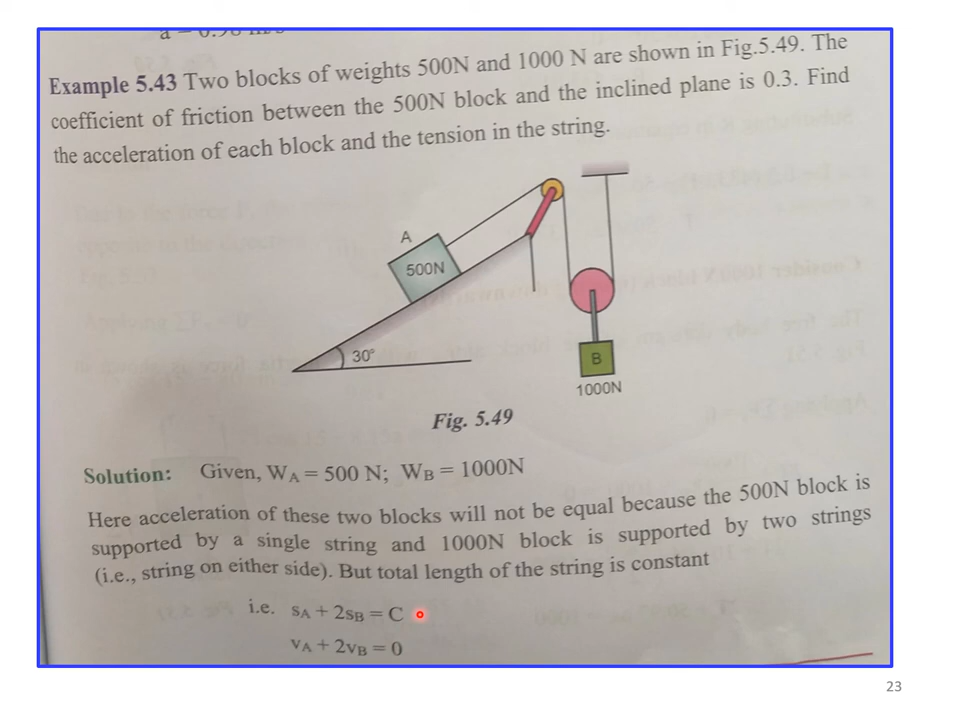 Example 5.43 Two blocks of weights 500N and 1000 N are shown in Fig.5.49. The
coefficient of friction between the 500N block and the inclined plane is 0.3. Find
the acceleration of each block and the tension in the string.
A
500N
30°
B
1000N
Fig. 5.49
Solution: Given, WA = 500 N; WB = 1000N
Here acceleration of these two blocks will not be equal because the 500N block is
supported by a single string and 1000N block is supported by two strings
(i.e., string on either side). But total length of the string is constant
i.e. sA + 2sB = C
vA + 2vB = 0
23